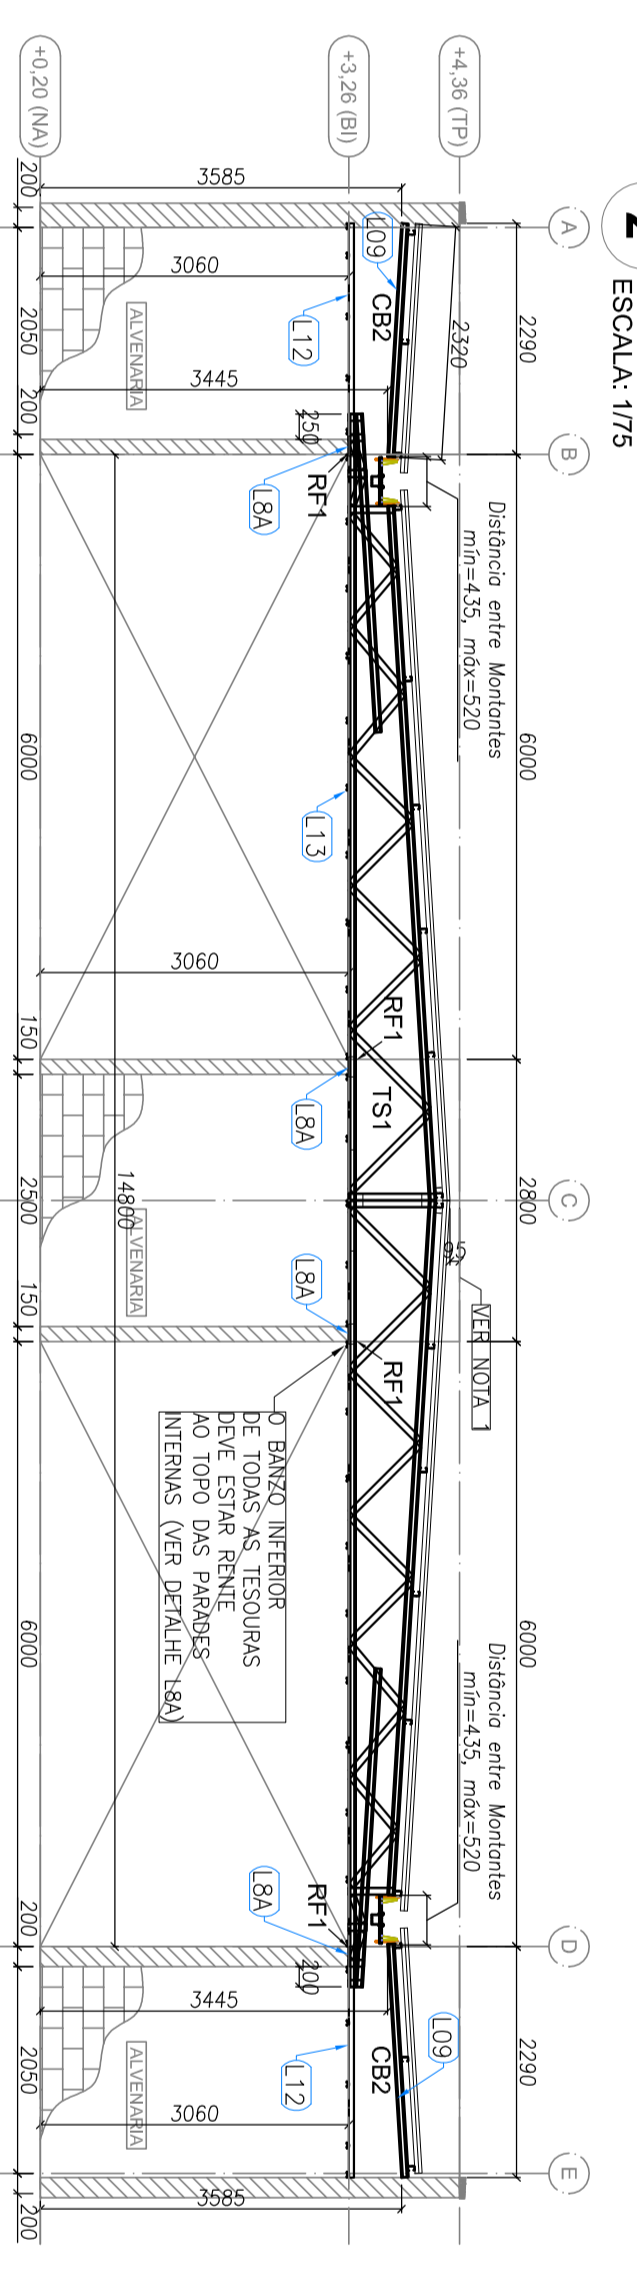 2
ESCALA: 1/75
A
B
C
D
E
2290
6000
2800
6000
2290
+4,36 (TP)
+3,26 (BI)
+0,20 (NA)
2320
Distância entre Montantes
mín=435, máx=520
VER NOTA 1
Distância entre Montantes
mín=435, máx=520
3585
L09
CB2
3060
L12
3445
250
RF1
L8A
L13
3060
RF1
TS1
L8A
L8A
RF1
RF1
L8A
200
3445
L09
CB2
L12
3060
3585
O BANZO INFERIOR
DE TODAS AS TESOURAS
DEVE ESTAR RENTE
AO TOPO DAS PARADES
INTERNAS (VER DETALHE L8A)
ALVENARIA
ALVENARIA
ALVENARIA
14800
200
2050
200
6000
150
2500
150
6000
200
2050
200